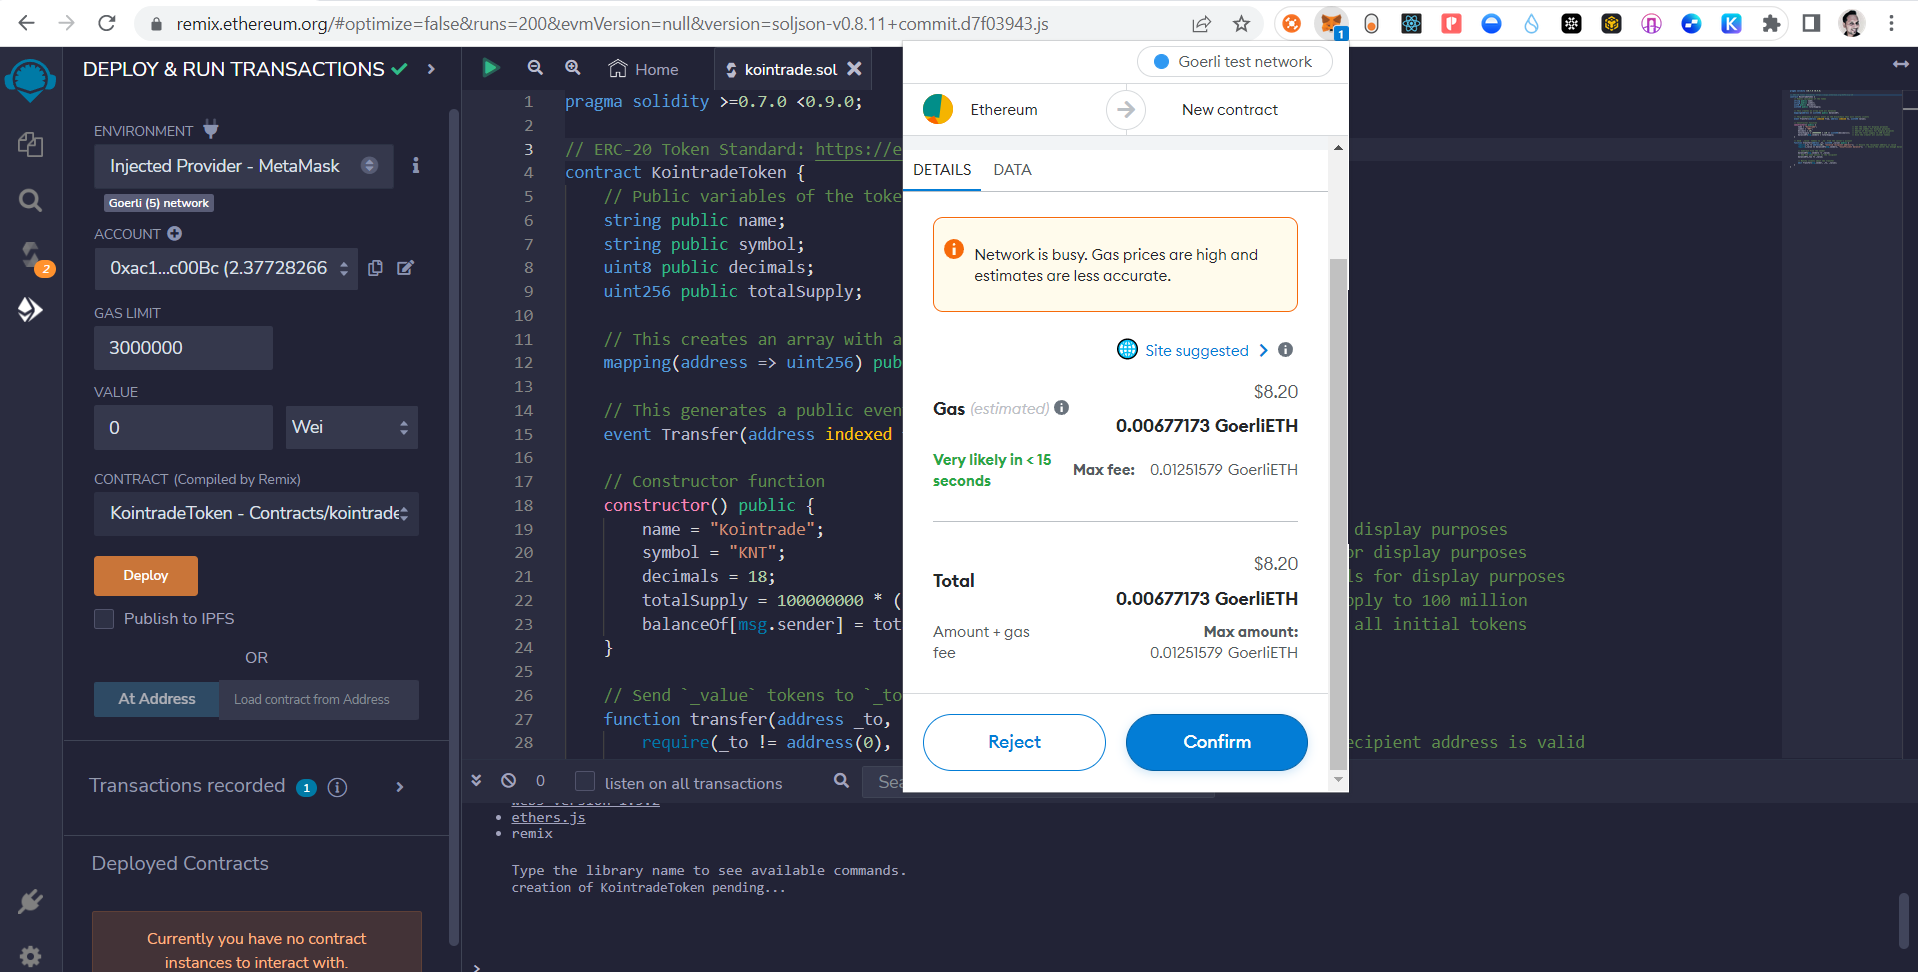 remix.ethereum.org/#optimize=false&runs=200&evmVersion=null&version=soljson-v0.8.11+commit.d7f03943.js
1
DEPLOY & RUN TRANSACTIONS
ENVIRONMENT
Injected Provider - MetaMask
Goerli (5) network
ACCOUNT
0xac1...c00Bc (2.37728266
GAS LIMIT
3000000
VALUE
0
Wei
CONTRACT (Compiled by Remix)
KointradeToken - Contracts/kointrade
Deploy
Publish to IPFS
OR
At Address
Load contract from Address
Transactions recorded 1
Deployed Contracts
Currently you have no contract
instances to interact with.
2
Home
kointrade.sol
1 pragma solidity >=0.7.0 <0.9.0;
2
3 // ERC-20 Token Standard: https://e
4 contract KointradeToken {
5 // Public variables of the toke
6 string public name;
7 string public symbol;
8 uint8 public decimals;
9 uint256 public totalSupply;
10
11 // This creates an array with a
12 mapping(address => uint256) pub
13
14 // This generates a public even
15 event Transfer(address indexed
16
17 // Constructor function
18 constructor() public {
19 name = "Kointrade"; display purposes
20 symbol = "KNT"; or display purposes
21 decimals = 18; ls for display purposes
22 totalSupply = 100000000 * ( pply to 100 million
23 balanceOf[msg.sender] = tot all initial tokens
24 }
25
26 // Send `_value` tokens to `_to
27 function transfer(address _to,
28 require(_to != address(0), ecipient address is valid
0
listen on all transactions
Sea
web3 version 1.5.2
ethers.js
remix
Type the library name to see available commands.
creation of KointradeToken pending...
>
Goerli test network
Ethereum
New contract
DETAILS
DATA
Network is busy. Gas prices are high and
estimates are less accurate.
Site suggested
$8.20
Gas (estimated)
0.00677173 GoerliETH
Very likely in < 15
seconds
Max fee: 0.01251579 GoerliETH
$8.20
Total
0.00677173 GoerliETH
Amount + gas
fee
Max amount:
0.01251579 GoerliETH
Reject
Confirm